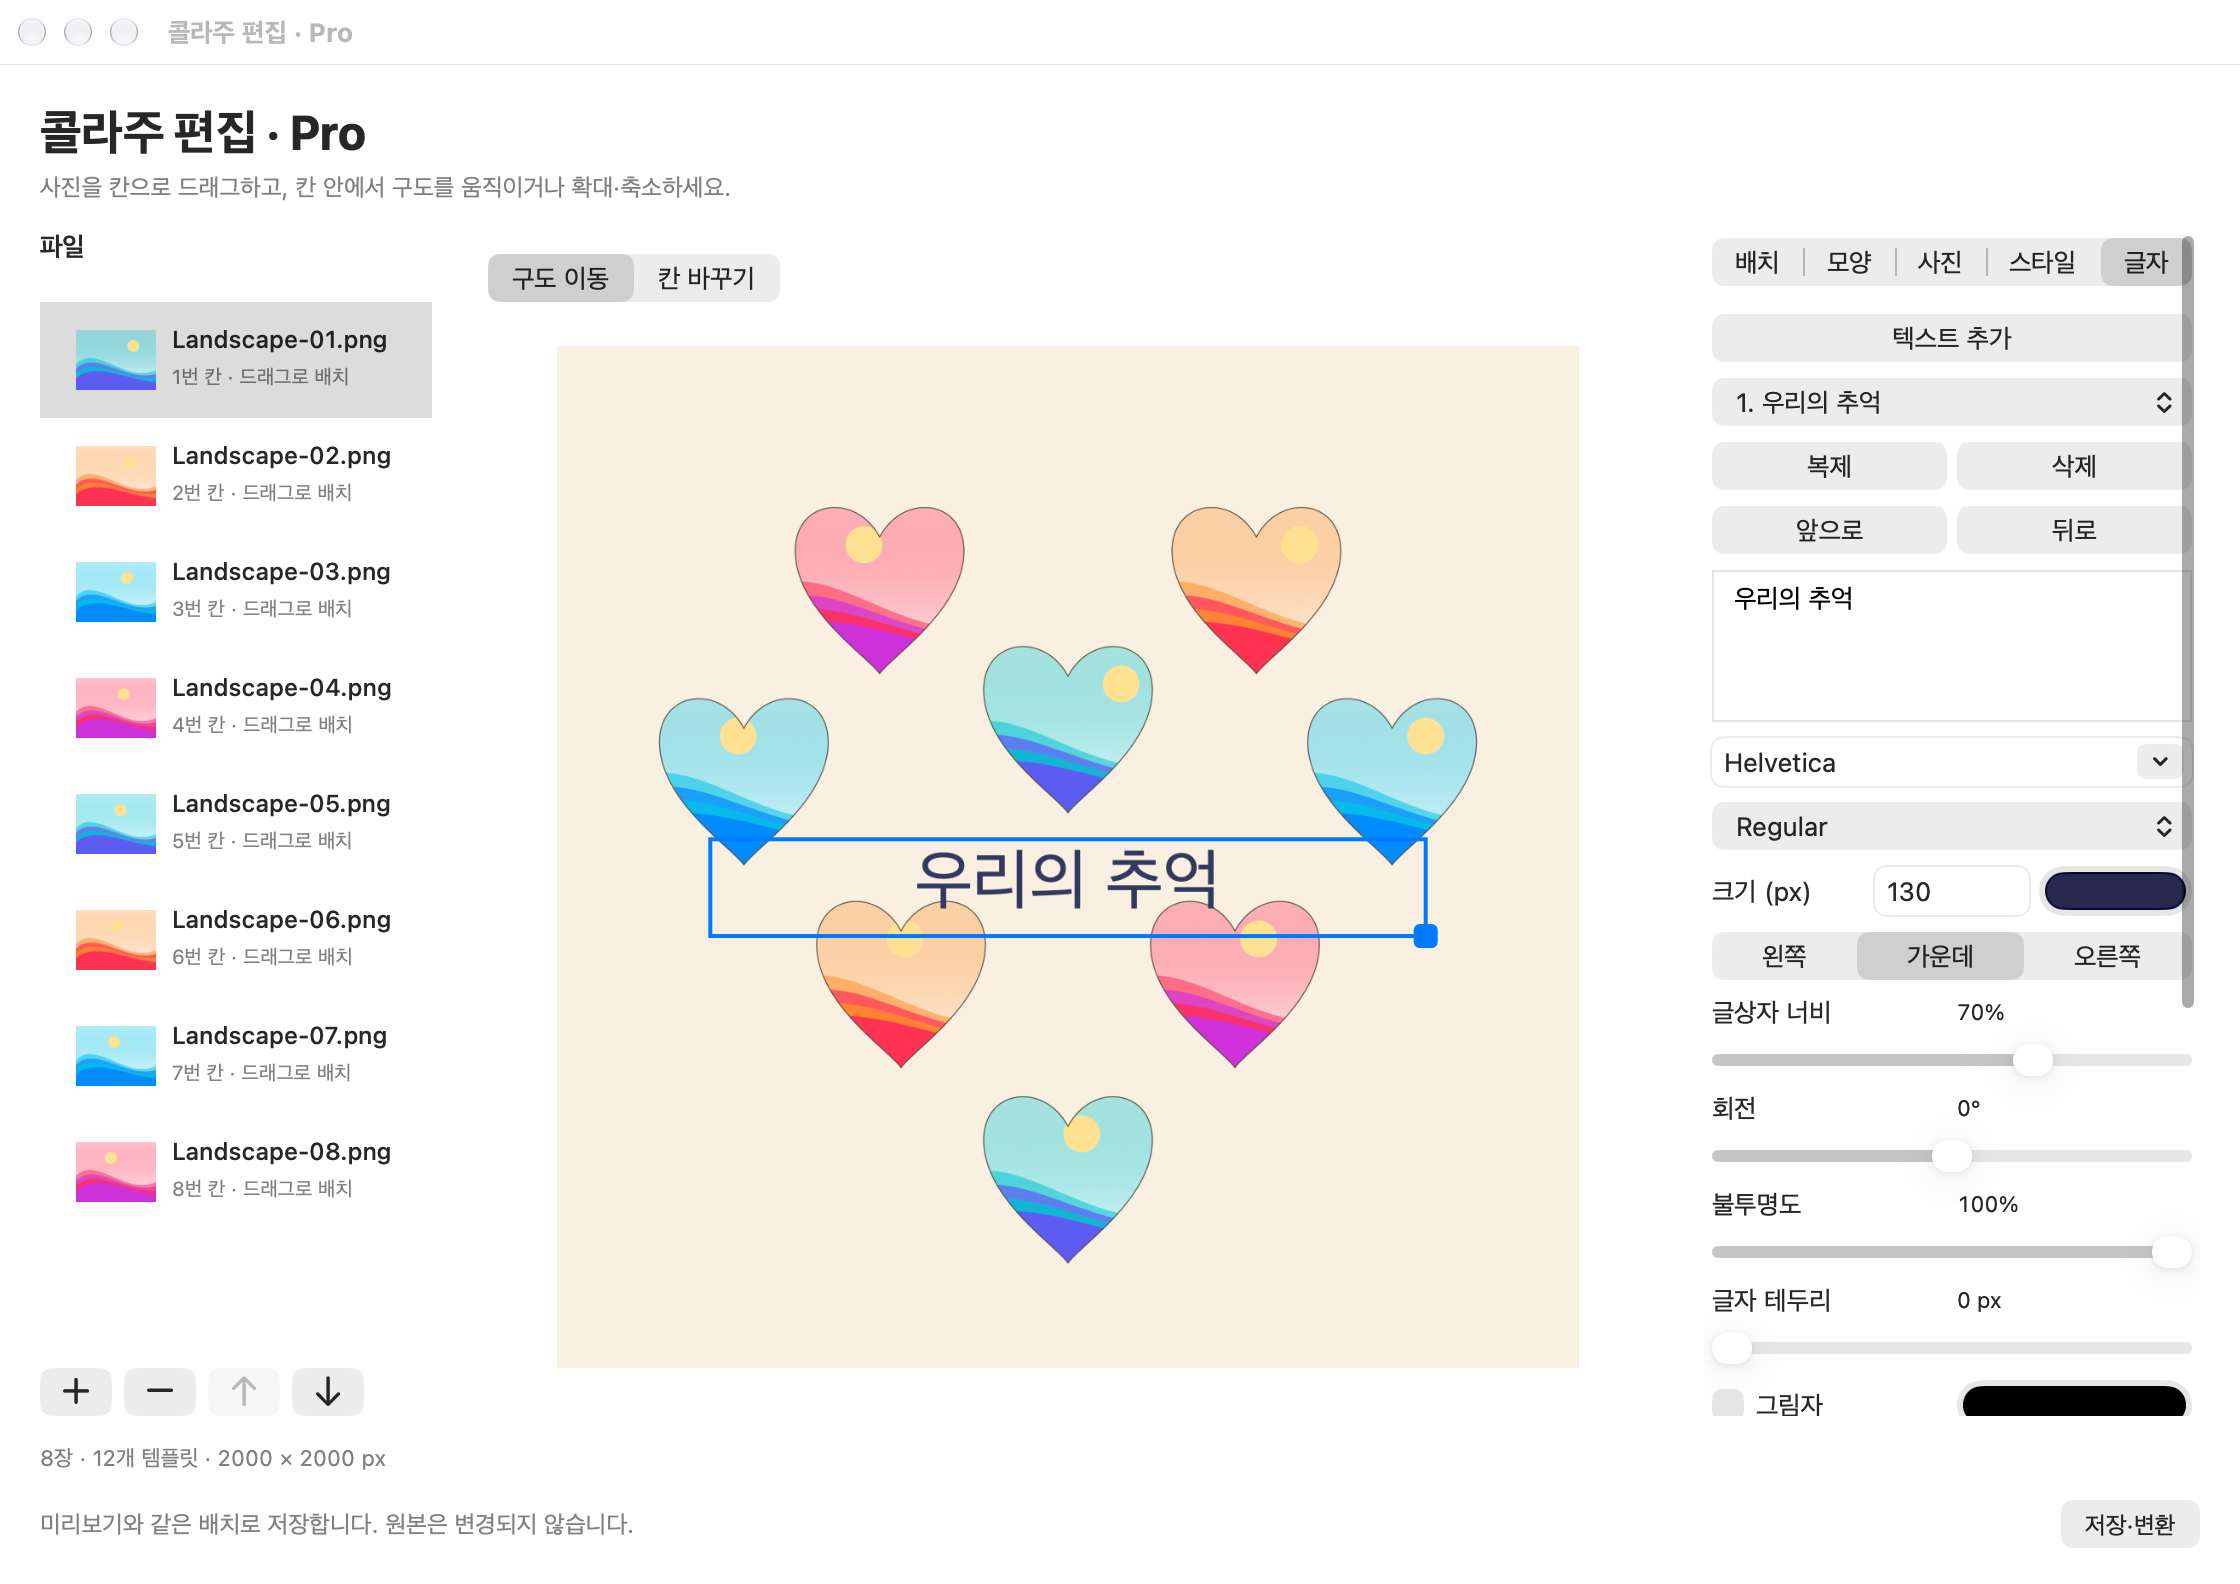 콜라주 편집 · Pro
콜라주 편집 · Pro
사진을 칸으로 드래그하고, 칸 안에서 구도를 움직이거나 확대·축소하세요.
파일
Landscape-01.png
1번 칸 · 드래그로 배치
Landscape-02.png
2번 칸 · 드래그로 배치
Landscape-03.png
3번 칸 · 드래그로 배치
Landscape-04.png
4번 칸 · 드래그로 배치
Landscape-05.png
5번 칸 · 드래그로 배치
Landscape-06.png
6번 칸 · 드래그로 배치
Landscape-07.png
7번 칸 · 드래그로 배치
Landscape-08.png
8번 칸 · 드래그로 배치
8장 · 12개 템플릿 · 2000 × 2000 px
미리보기와 같은 배치로 저장합니다. 원본은 변경되지 않습니다.
구도 이동 칸 바꾸기
우리의 추억
배치 모양 사진 스타일 글자
텍스트 추가
1. 우리의 추억
복제 삭제
앞으로 뒤로
우리의 추억
Helvetica
Regular
크기 (px) 130
왼쪽 가운데 오른쪽
글상자 너비 70%
회전 0°
불투명도 100%
글자 테두리 0 px
그림자
저장·변환